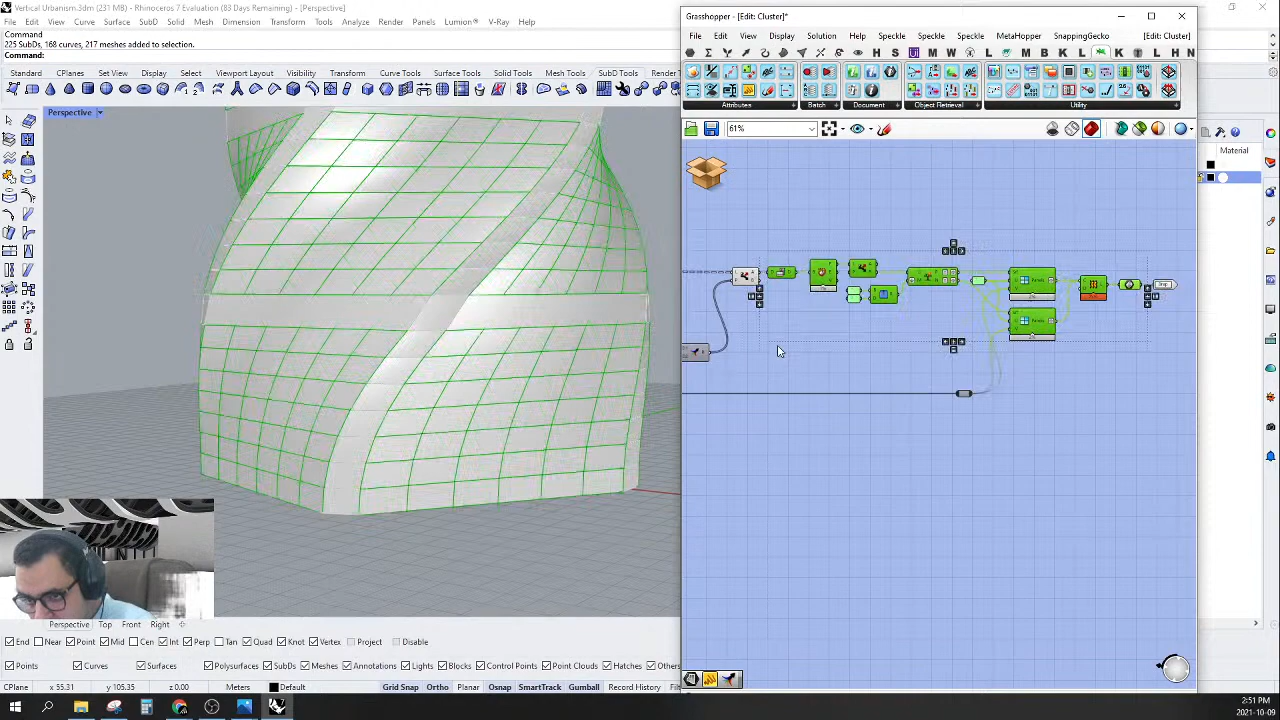 Vertical Urbanism.3dm (231 MB) - Rhinoceros 7 Evaluation (83 Days Remaining) - [Perspective]
File Edit View Curve Surface SubD Solid Mesh Dimension Transform Tools Analyze Render Panels Lumion® V-Ray Help
225 SubDs, 168 curves, 217 meshes added to selection.
Command:
Standard CPlanes Set View Display Select Viewport Layout Visibility Transform Curve Tools Surface Tools Solid Tools Mesh Tools SubD Tools
Perspective
Grasshopper - [Edit: Cluster]*
File Edit View Display Solution Help Speckle Speckle Speckle MetaHopper SnappingGecko [Edit: Cluster]
H S M W L M B K L K L H N
Attributes Batch Document Object Retrieval Utility
61%
Material
Perspective Top Front Right
End Near Point Mid Cen Int Perp Tan Quad Knot Vertex Project Disable
Points Curves Surfaces Polysurfaces SubDs Meshes Annotations Lights Blocks Control Points Point Clouds Hatches Others
CPlane x 55.31 y 105.35 z 0.00 Meters Default Grid Snap Ortho Planar Osnap SmartTrack Gumball Record History
2:51 PM
2021-10-09